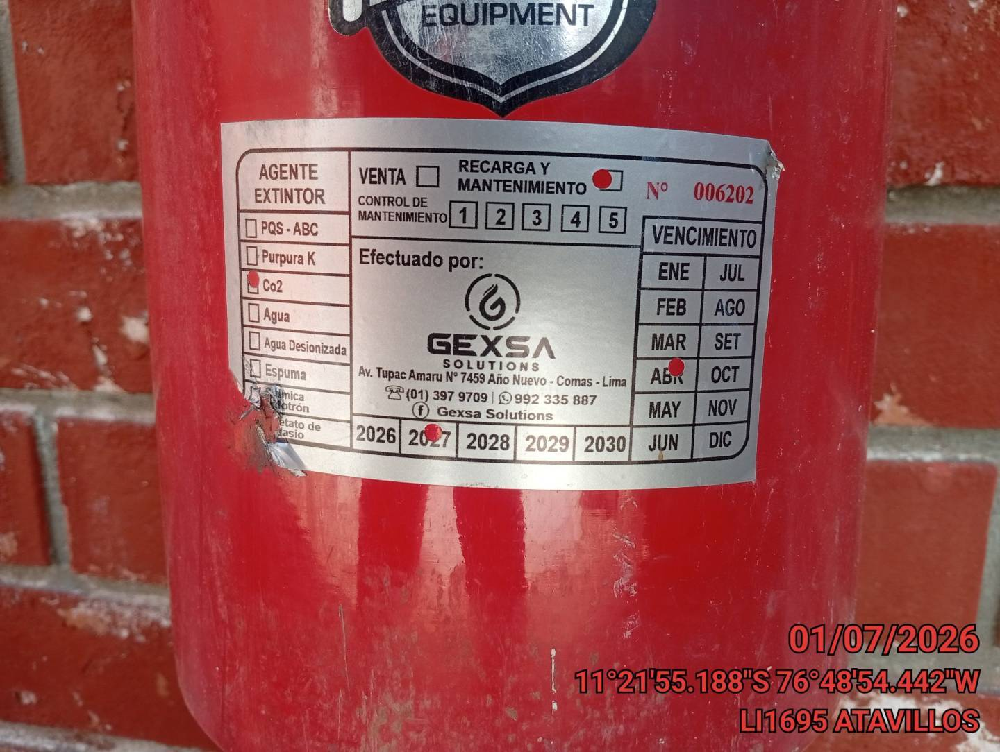 EQUIPMENT
AGENTE
EXTINTOR
PQS - ABC
Purpura K
Co2
Agua
Agua Desionizada
Espuma
VENTA
RECARGA Y
MANTENIMIENTO
CONTROL DE
MANTENIMIENTO 1 2 3 4 5
Nº 006202
Efectuado por:
GEXSA
SOLUTIONS
Av. Tupac Amaru N° 7459 Año Nuevo - Comas - Lima
(01) 397 9709 | 992 335 887
Gexsa Solutions
2026 2027 2028 2029 2030
VENCIMIENTO
ENE JUL
FEB AGO
MAR SET
ABR OCT
MAY NOV
JUN DIC
01/07/2026
11°21'55.188"S 76°48'54.442"W
LI1695 ATAVILLOS